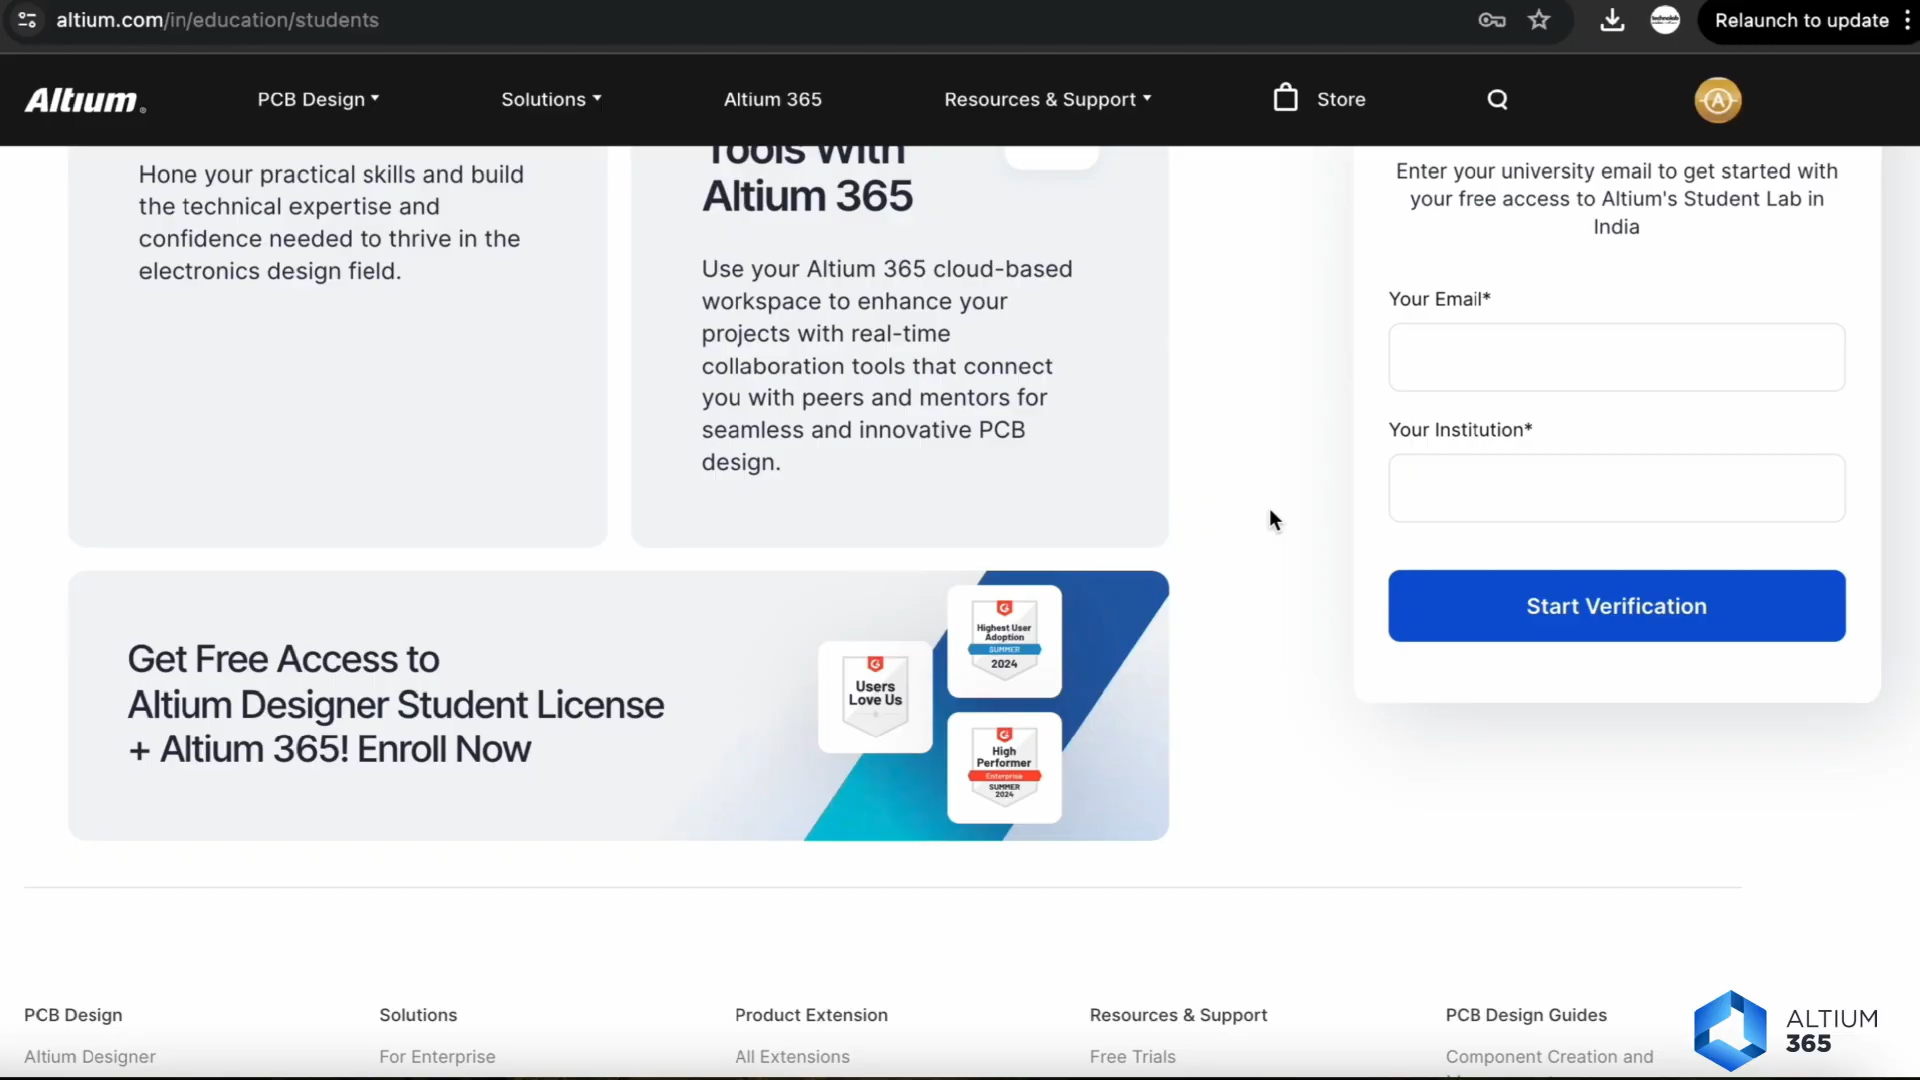 altium.com/in/education/students
Relaunch to update
Altium
PCB Design
Solutions
Altium 365
Resources & Support
Store
Hone your practical skills and build
the technical expertise and
confidence needed to thrive in the
electronics design field.
Tools With
Altium 365
Use your Altium 365 cloud-based
workspace to enhance your
projects with real-time
collaboration tools that connect
you with peers and mentors for
seamless and innovative PCB
design.
Enter your university email to get started with
your free access to Altium's Student Lab in
India
Your Email*
Your Institution*
Start Verification
Get Free Access to
Altium Designer Student License
+ Altium 365! Enroll Now
Users
Love Us
Highest User
Adoption
SUMMER
2024
High
Performer
Enterprise
SUMMER
2024
PCB Design
Solutions
Product Extension
Resources & Support
PCB Design Guides
Altium Designer
For Enterprise
All Extensions
Free Trials
Component Creation and
ALTIUM
365